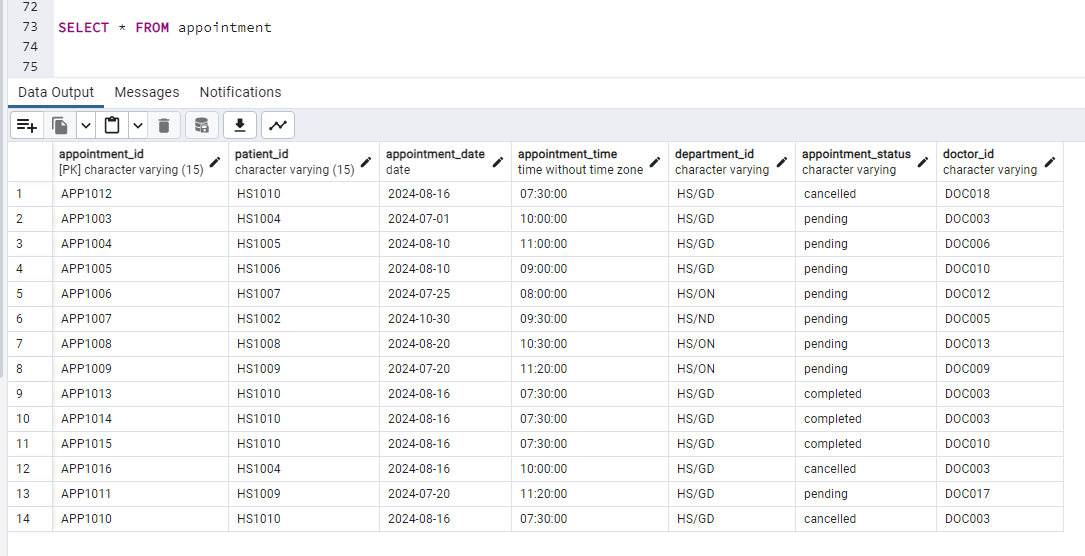 72
73 SELECT * FROM appointment
74
75
Data Output Messages Notifications
appointment_id patient_id appointment_date appointment_time department_id appointment_status doctor_id
[PK] character varying (15) character varying (15) date time without time zone character varying character varying character varying
1 APP1012 HS1010 2024-08-16 07:30:00 HS/GD cancelled DOC018
2 APP1003 HS1004 2024-07-01 10:00:00 HS/GD pending DOC003
3 APP1004 HS1005 2024-08-10 11:00:00 HS/GD pending DOC006
4 APP1005 HS1006 2024-08-10 09:00:00 HS/GD pending DOC010
5 APP1006 HS1007 2024-07-25 08:00:00 HS/ON pending DOC012
6 APP1007 HS1002 2024-10-30 09:30:00 HS/ND pending DOC005
7 APP1008 HS1008 2024-08-20 10:30:00 HS/ON pending DOC013
8 APP1009 HS1009 2024-07-20 11:20:00 HS/ON pending DOC009
9 APP1013 HS1010 2024-08-16 07:30:00 HS/GD completed DOC003
10 APP1014 HS1010 2024-08-16 07:30:00 HS/GD completed DOC003
11 APP1015 HS1010 2024-08-16 07:30:00 HS/GD completed DOC010
12 APP1016 HS1004 2024-08-16 10:00:00 HS/GD cancelled DOC003
13 APP1011 HS1009 2024-07-20 11:20:00 HS/GD pending DOC017
14 APP1010 HS1010 2024-08-16 07:30:00 HS/GD cancelled DOC003